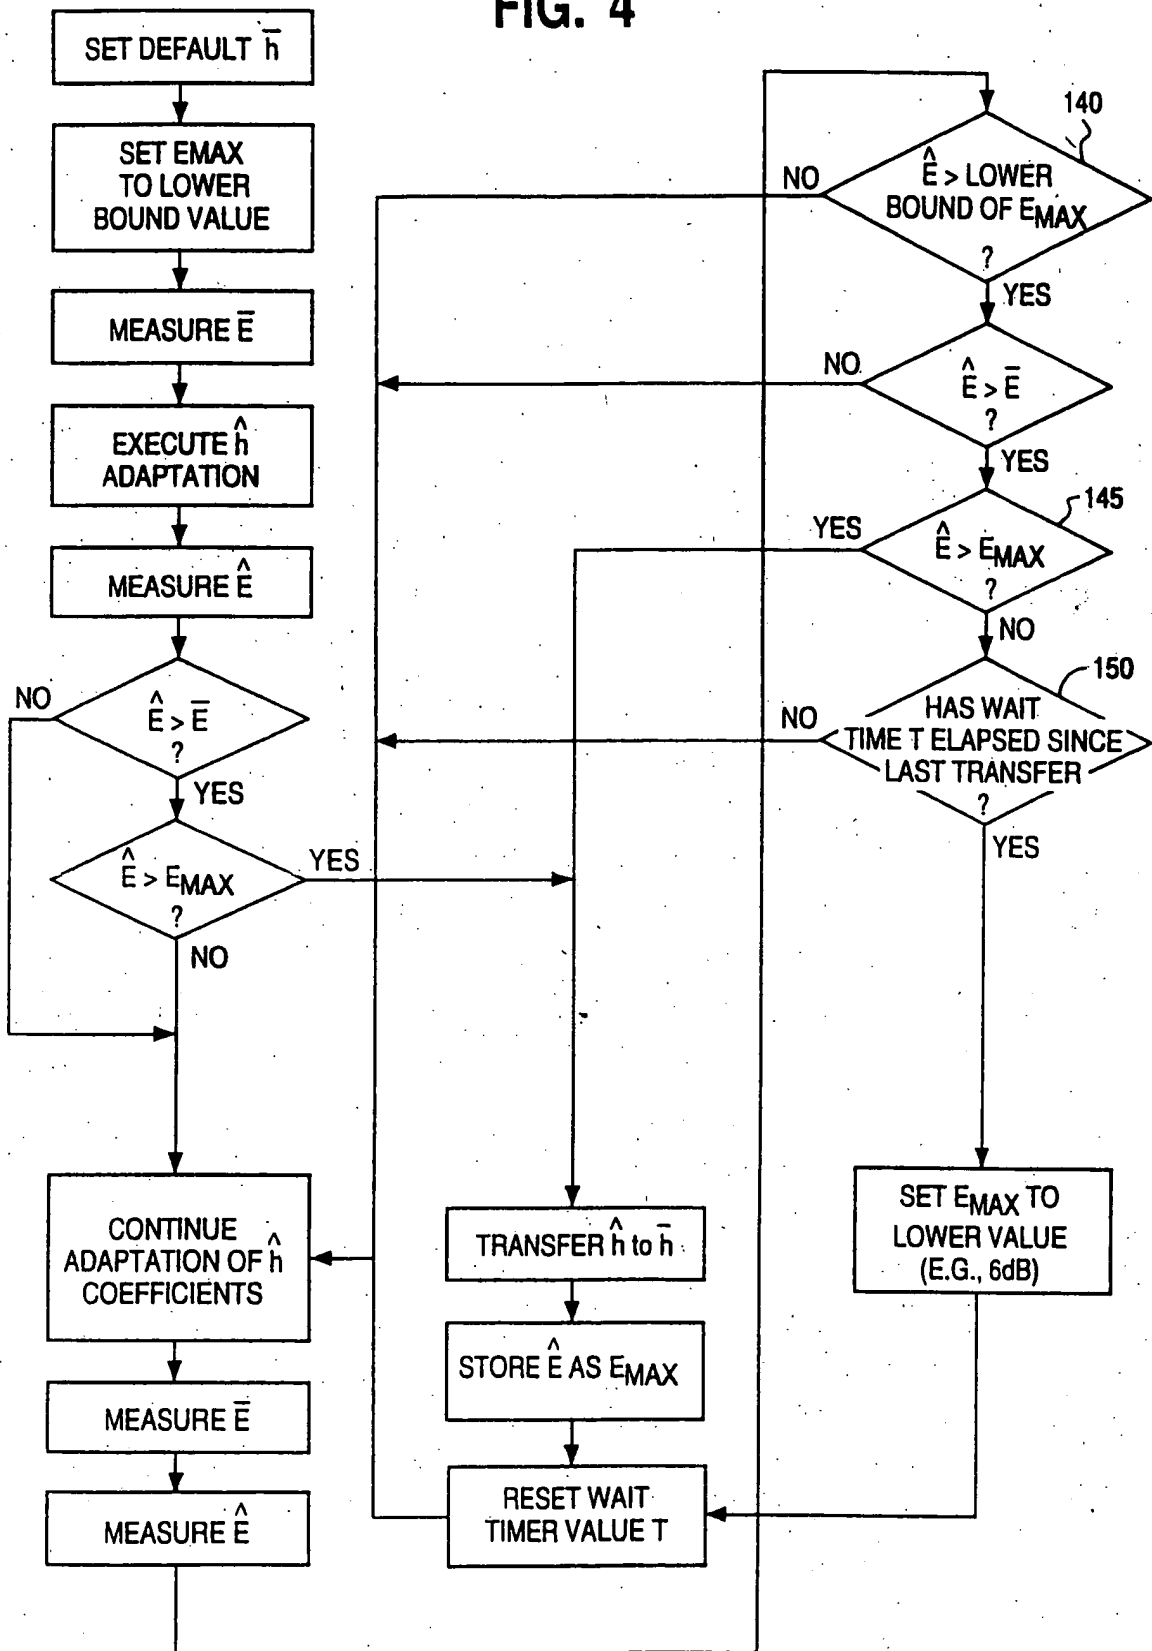 FIG. 4
SET DEFAULT h̄
SET EMAX
TO LOWER
BOUND VALUE
MEASURE Ē
EXECUTE ĥ
ADAPTATION
MEASURE Ê
Ê > Ē
?
NO
YES
Ê > EMAX
?
YES
NO
CONTINUE
ADAPTATION OF ĥ
COEFFICIENTS
MEASURE Ē
MEASURE Ê
TRANSFER ĥ to h̄
STORE Ê AS EMAX
RESET WAIT
TIMER VALUE T
140
Ê > LOWER
BOUND OF EMAX
?
NO
YES
Ê > Ē
?
NO
YES
145
Ê > EMAX
?
YES
NO
150
HAS WAIT
TIME T ELAPSED SINCE
LAST TRANSFER
?
NO
YES
SET EMAX TO
LOWER VALUE
(E.G., 6dB)